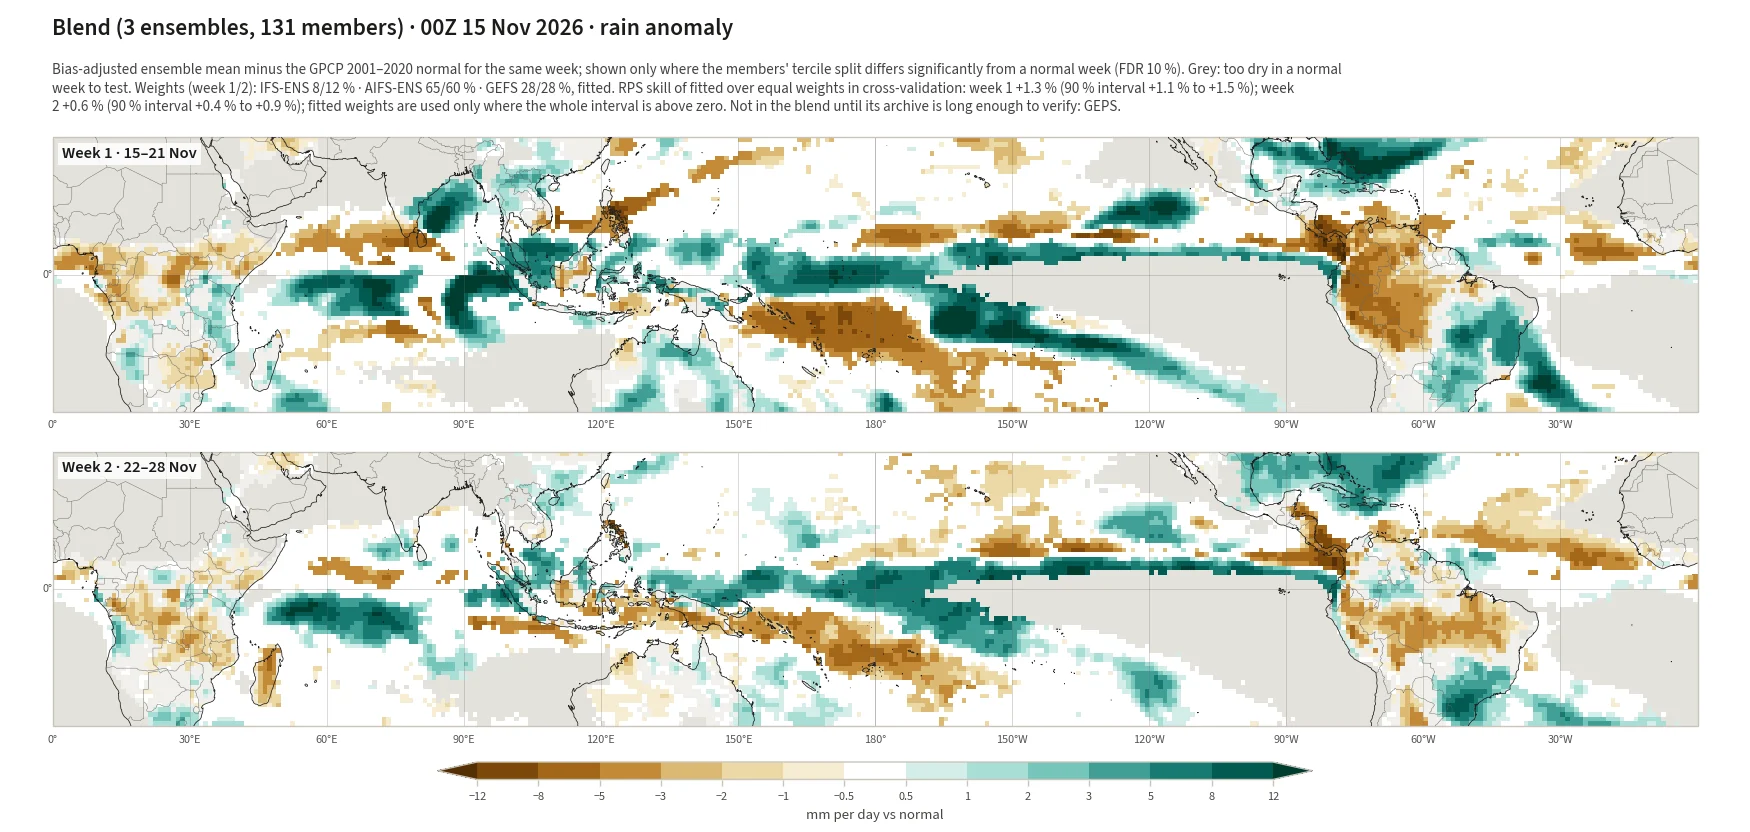 Blend (3 ensembles, 131 members) · 00Z 15 Nov 2026 · rain anomaly
Bias-adjusted ensemble mean minus the GPCP 2001–2020 normal for the same week; shown only where the members' tercile split differs significantly from a normal week (FDR 10 %). Grey: too dry in a normal
week to test. Weights (week 1/2): IFS-ENS 8/12 % · AIFS-ENS 65/60 % · GEFS 28/28 %, fitted. RPS skill of fitted over equal weights in cross-validation: week 1 +1.3 % (90 % interval +1.1 % to +1.5 %); week
2 +0.6 % (90 % interval +0.4 % to +0.9 %); fitted weights are used only where the whole interval is above zero. Not in the blend until its archive is long enough to verify: GEPS.
Week 1 · 15–21 Nov
0°
0° 30°E 60°E 90°E 120°E 150°E 180° 150°W 120°W 90°W 60°W 30°W
Week 2 · 22–28 Nov
0°
0° 30°E 60°E 90°E 120°E 150°E 180° 150°W 120°W 90°W 60°W 30°W
−12 −8 −5 −3 −2 −1 −0.5 0.5 1 2 3 5 8 12
mm per day vs normal